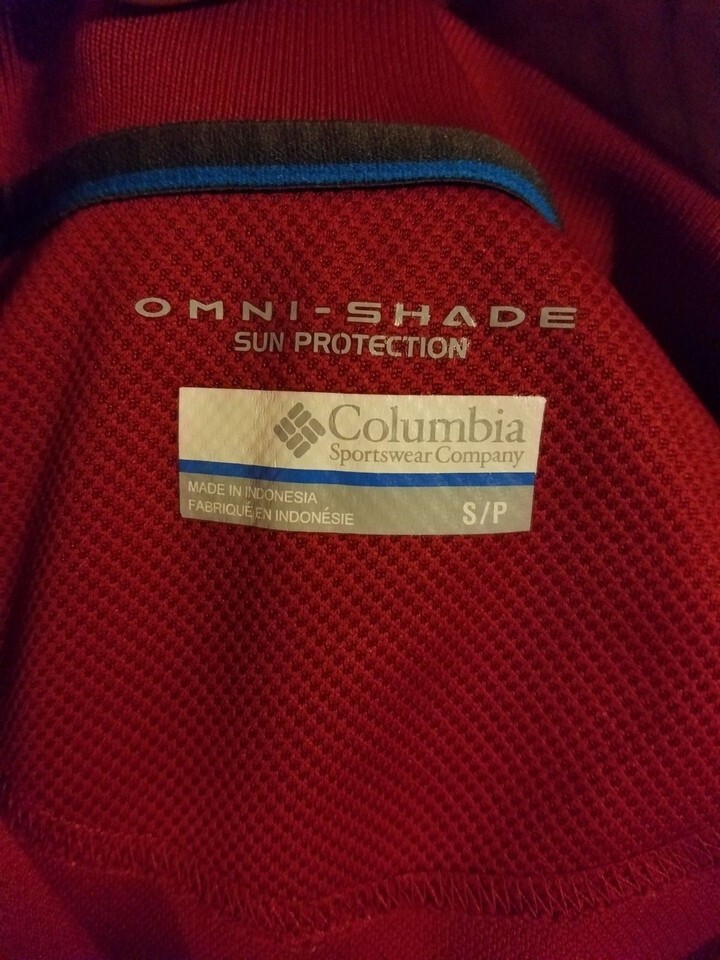 OMNI-SHADE
SUN PROTECTION
Columbia
Sportswear Company
MADE IN INDONESIA
FABRIQUÉ EN INDONÉSIE
S/P